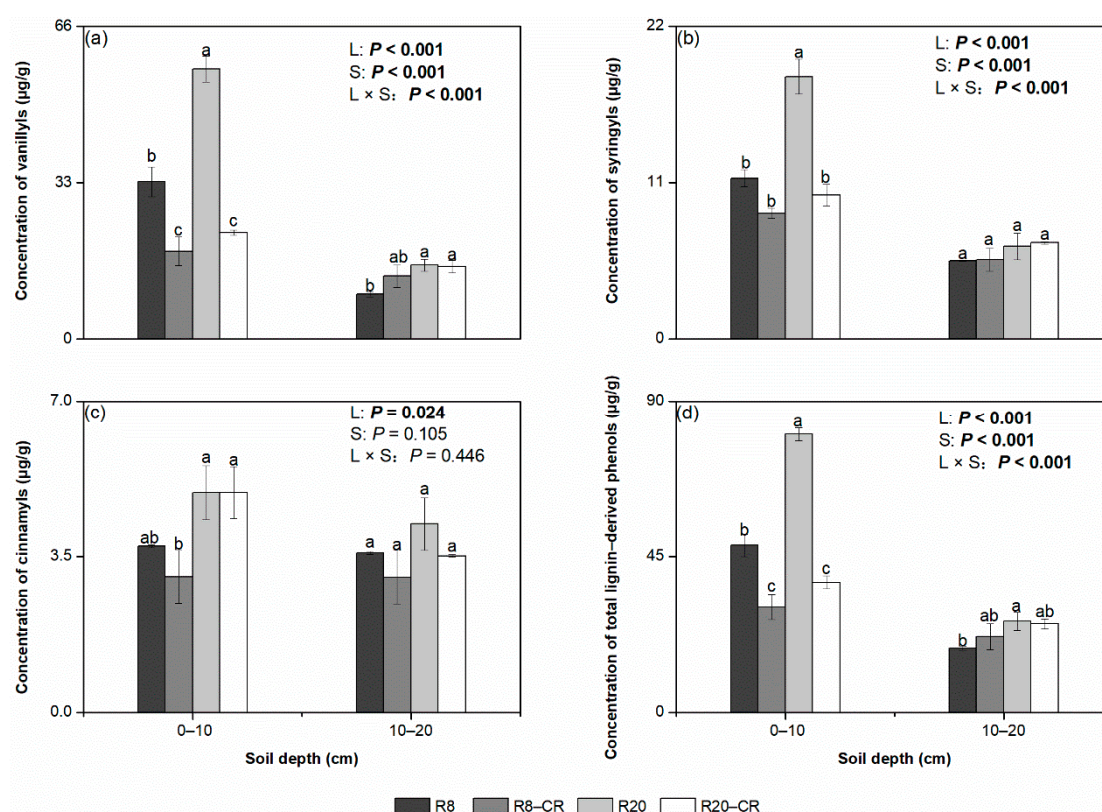 (a)
Concentration of vanillyls (µg/g)
66
33
0
L: P < 0.001
S: P < 0.001
L × S: P < 0.001
b
c
a
c
b
ab
a
a
(b)
Concentration of syringyls (µg/g)
22
11
0
L: P < 0.001
S: P < 0.001
L × S: P < 0.001
b
b
a
b
a
a
a
a
(c)
Concentration of cinnamyls (µg/g)
7.0
3.5
0.0
L: P = 0.024
S: P = 0.105
L × S: P = 0.446
ab
b
a
a
a
a
a
a
0–10
10–20
Soil depth (cm)
(d)
Concentration of total lignin–derived phenols (µg/g)
90
45
0
L: P < 0.001
S: P < 0.001
L × S: P < 0.001
b
c
a
c
b
ab
a
ab
0–10
10–20
Soil depth (cm)
R8 R8–CR R20 R20–CR